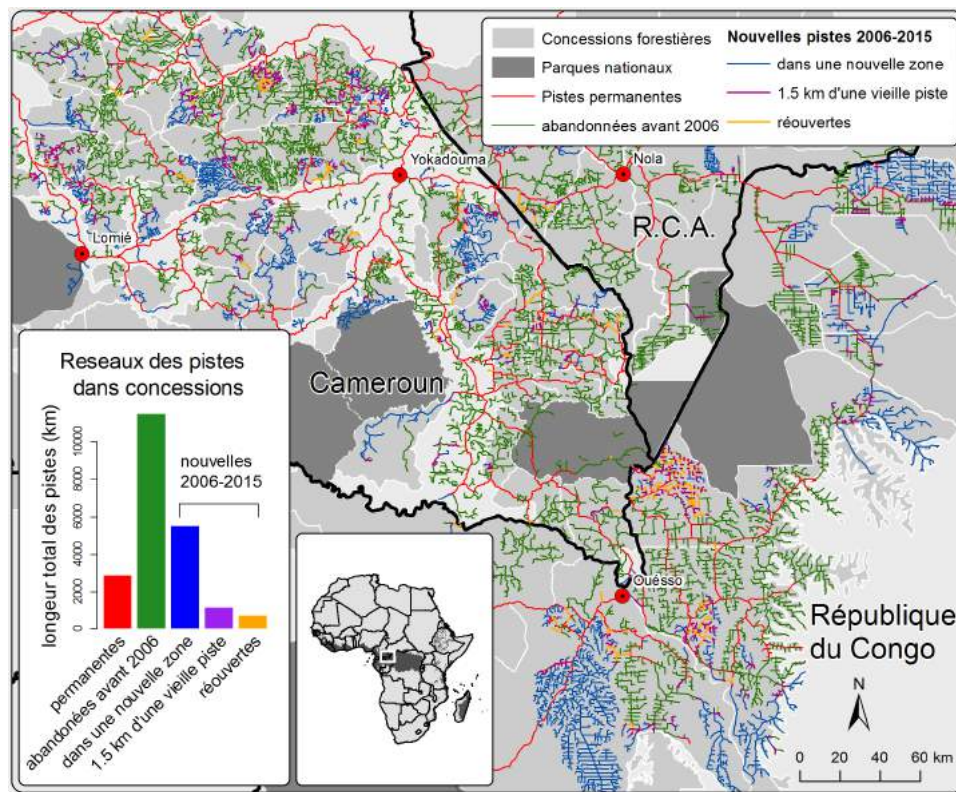 Concessions forestières
Parques nationaux
Pistes permanentes
abandonnées avant 2006
Nouvelles pistes 2006-2015
dans une nouvelle zone
1.5 km d'une vieille piste
réouvertes
Yokadouma
Nola
R.C.A.
Lomié
Cameroun
Ouésso
République
du Congo
Reseaux des pistes
dans concessions
longeur total des pistes (km)
0
2000
4000
6000
8000
10000
nouvelles
2006-2015
permanentes
abandonées avant 2006
dans une nouvelle zone
1.5 km d'une vieille piste
réouvertes
N
0 20 40 60 km